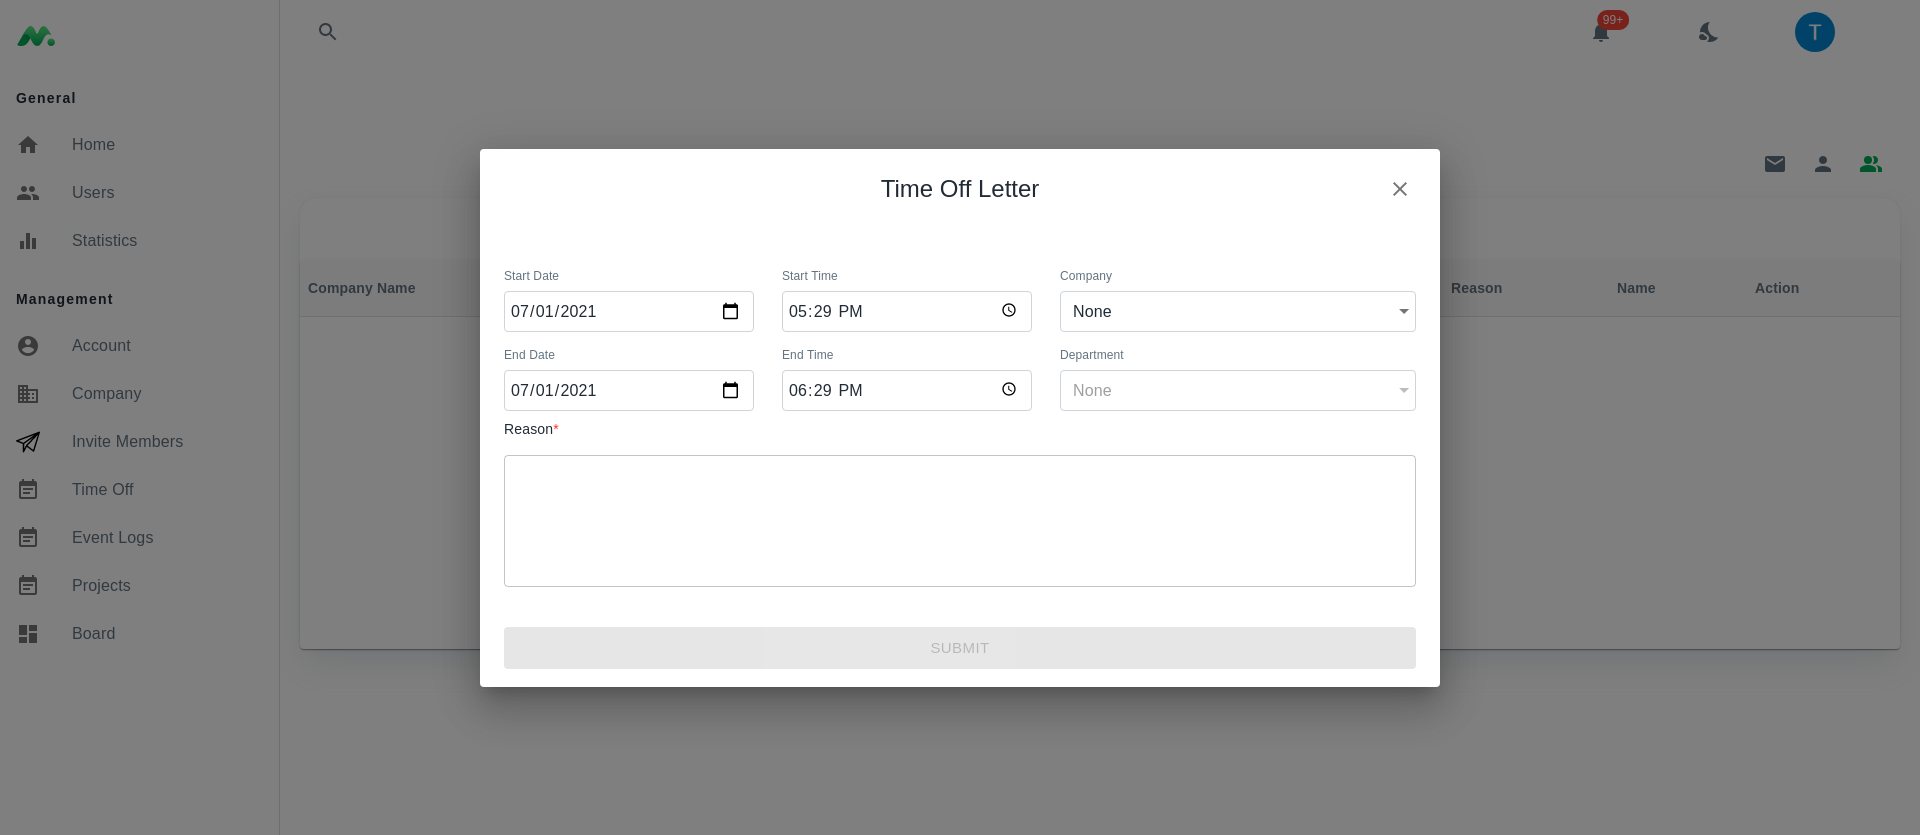 99+
T
General
Home
Users
Statistics
Management
Account
Company
Invite Members
Time Off
Event Logs
Projects
Board
Company Name
Reason
Name
Action
Time Off Letter
Start Date
Start Time
Company
07/01/2021
05:29 PM
None
End Date
End Time
Department
07/01/2021
06:29 PM
None
Reason*
SUBMIT